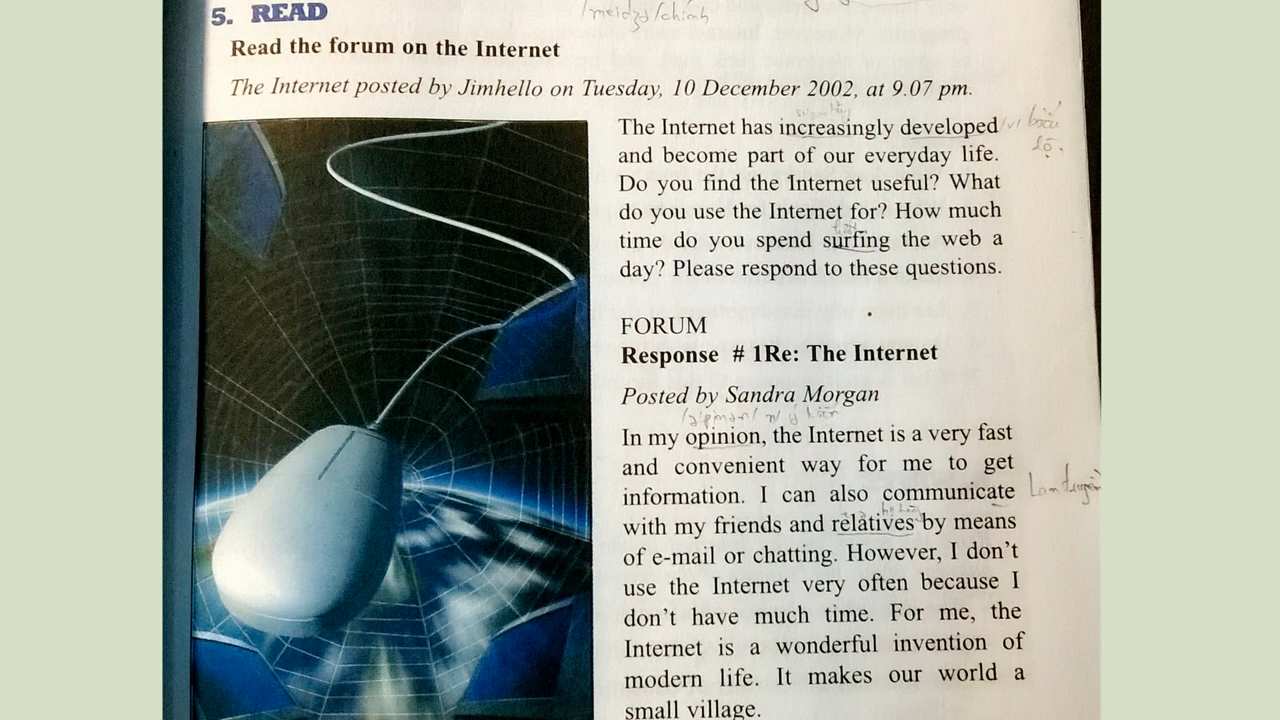 5. READ
Read the forum on the Internet
The Internet posted by Jimhello on Tuesday, 10 December 2002, at 9.07 pm.
The Internet has increasingly developed
and become part of our everyday life.
Do you find the Internet useful? What
do you use the Internet for? How much
time do you spend surfing the web a
day? Please respond to these questions.
FORUM
Response # 1Re: The Internet
Posted by Sandra Morgan
In my opinion, the Internet is a very fast
and convenient way for me to get
information. I can also communicate
with my friends and relatives by means
of e-mail or chatting. However, I don't
use the Internet very often because I
don't have much time. For me, the
Internet is a wonderful invention of
modern life. It makes our world a
small village.